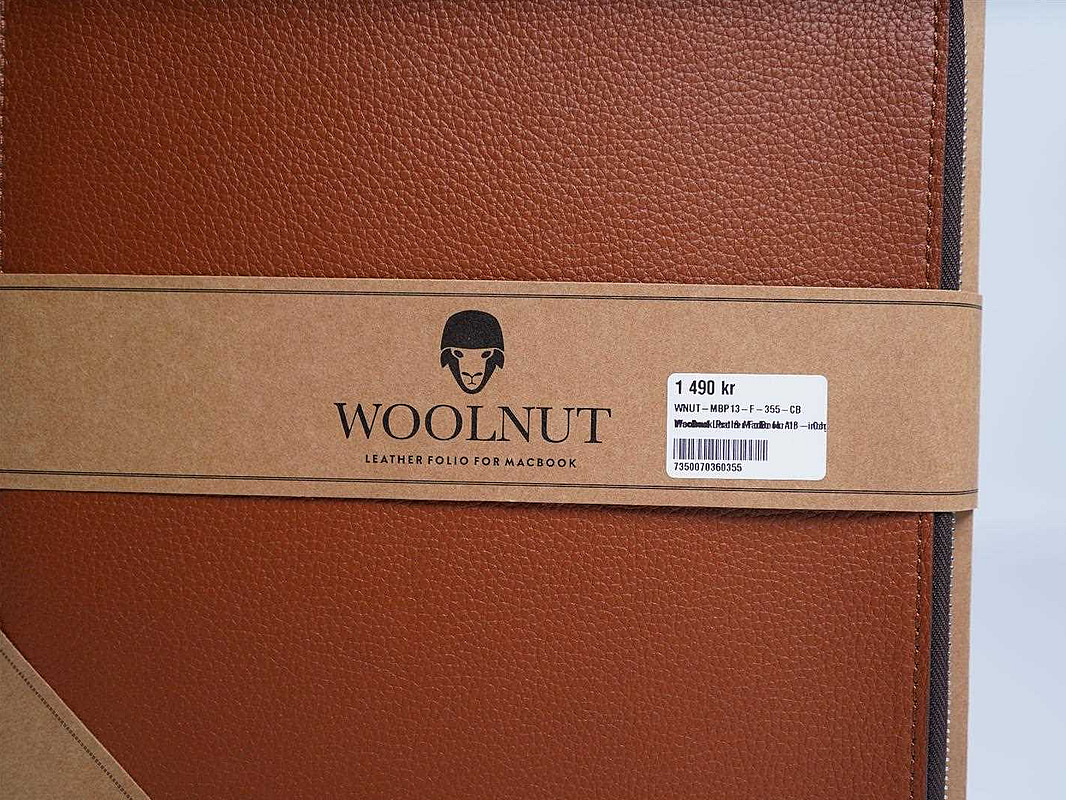 WOOLNUT
LEATHER FOLIO FOR MACBOOK
1 490 kr
WNUT-MBP13-F-355-CB
7350070360355